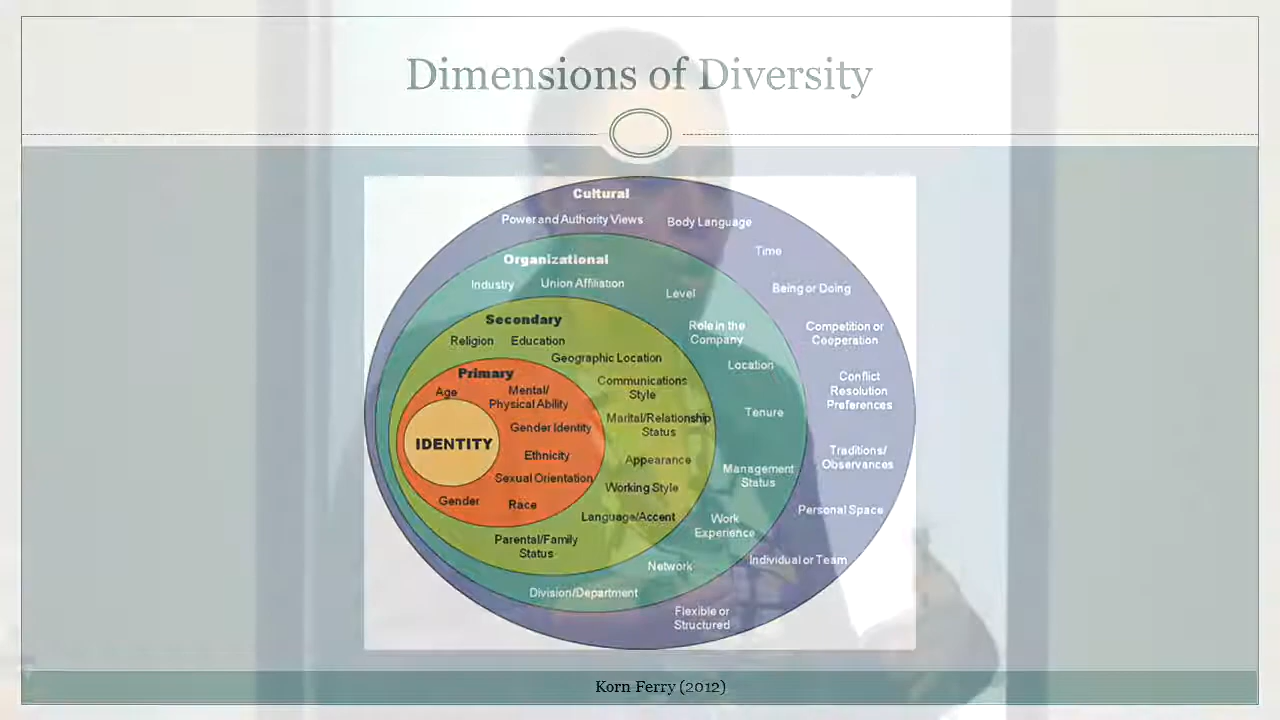 Dimensions of Diversity
Cultural
Power and Authority Views
Body Language
Time
Being or Doing
Competition or
Cooperation
Conflict
Resolution
Preferences
Traditions/
Observances
Personal Space
Individual or Team
Flexible or
Structured
Organizational
Industry
Union Affiliation
Level
Role in the
Company
Location
Tenure
Management
Status
Work
Experience
Network
Division/Department
Secondary
Religion
Education
Geographic Location
Communications
Style
Marital/Relationship
Status
Appearance
Working Style
Language/Accent
Parental/Family
Status
Primary
Age
Mental/
Physical Ability
Gender Identity
Ethnicity
Sexual Orientation
Race
Gender
IDENTITY
Korn Ferry (2012)